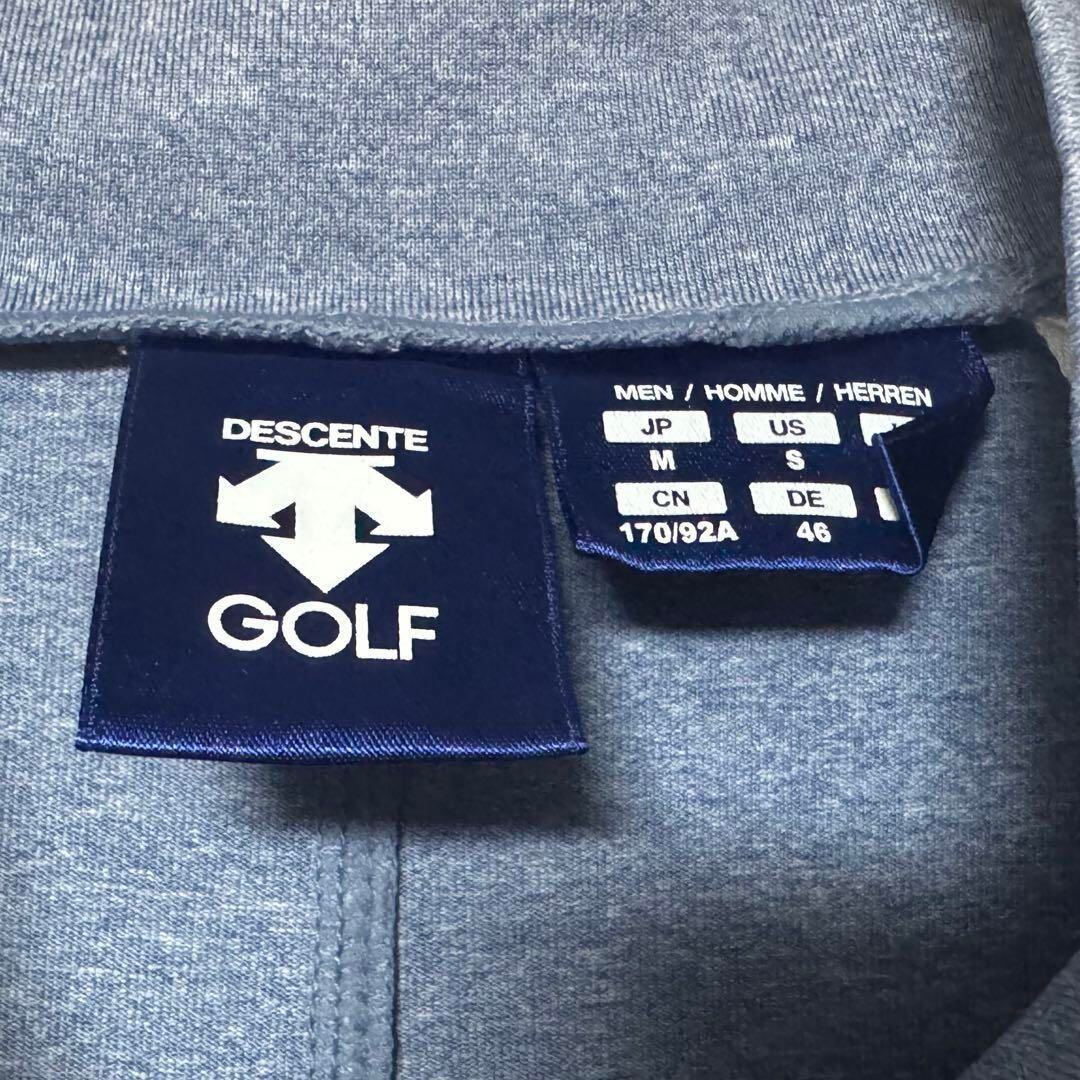 DESCENTE
GOLF
MEN / HOMME / HERREN
JP US
M S
CN DE
170/92A 46